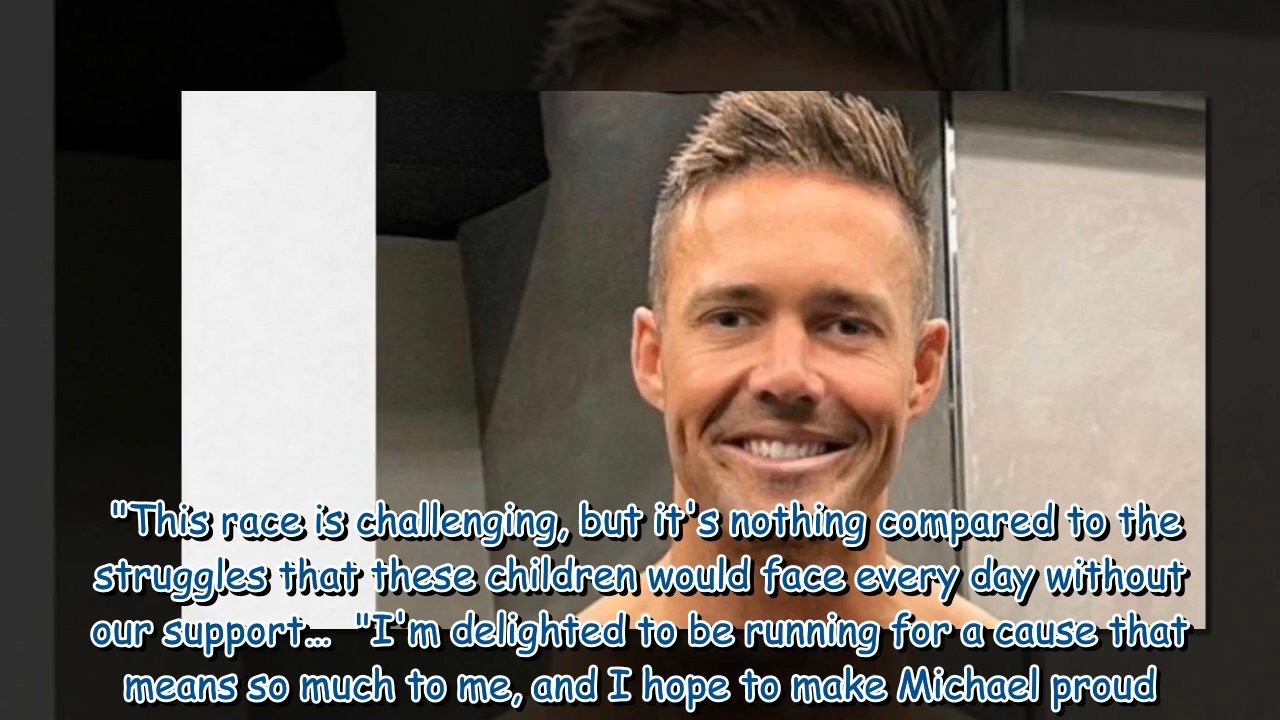 "This race is challenging, but it's nothing compared to the
struggles that these children would face every day without
our support...  "I'm delighted to be running for a cause that
means so much to me, and I hope to make Michael proud